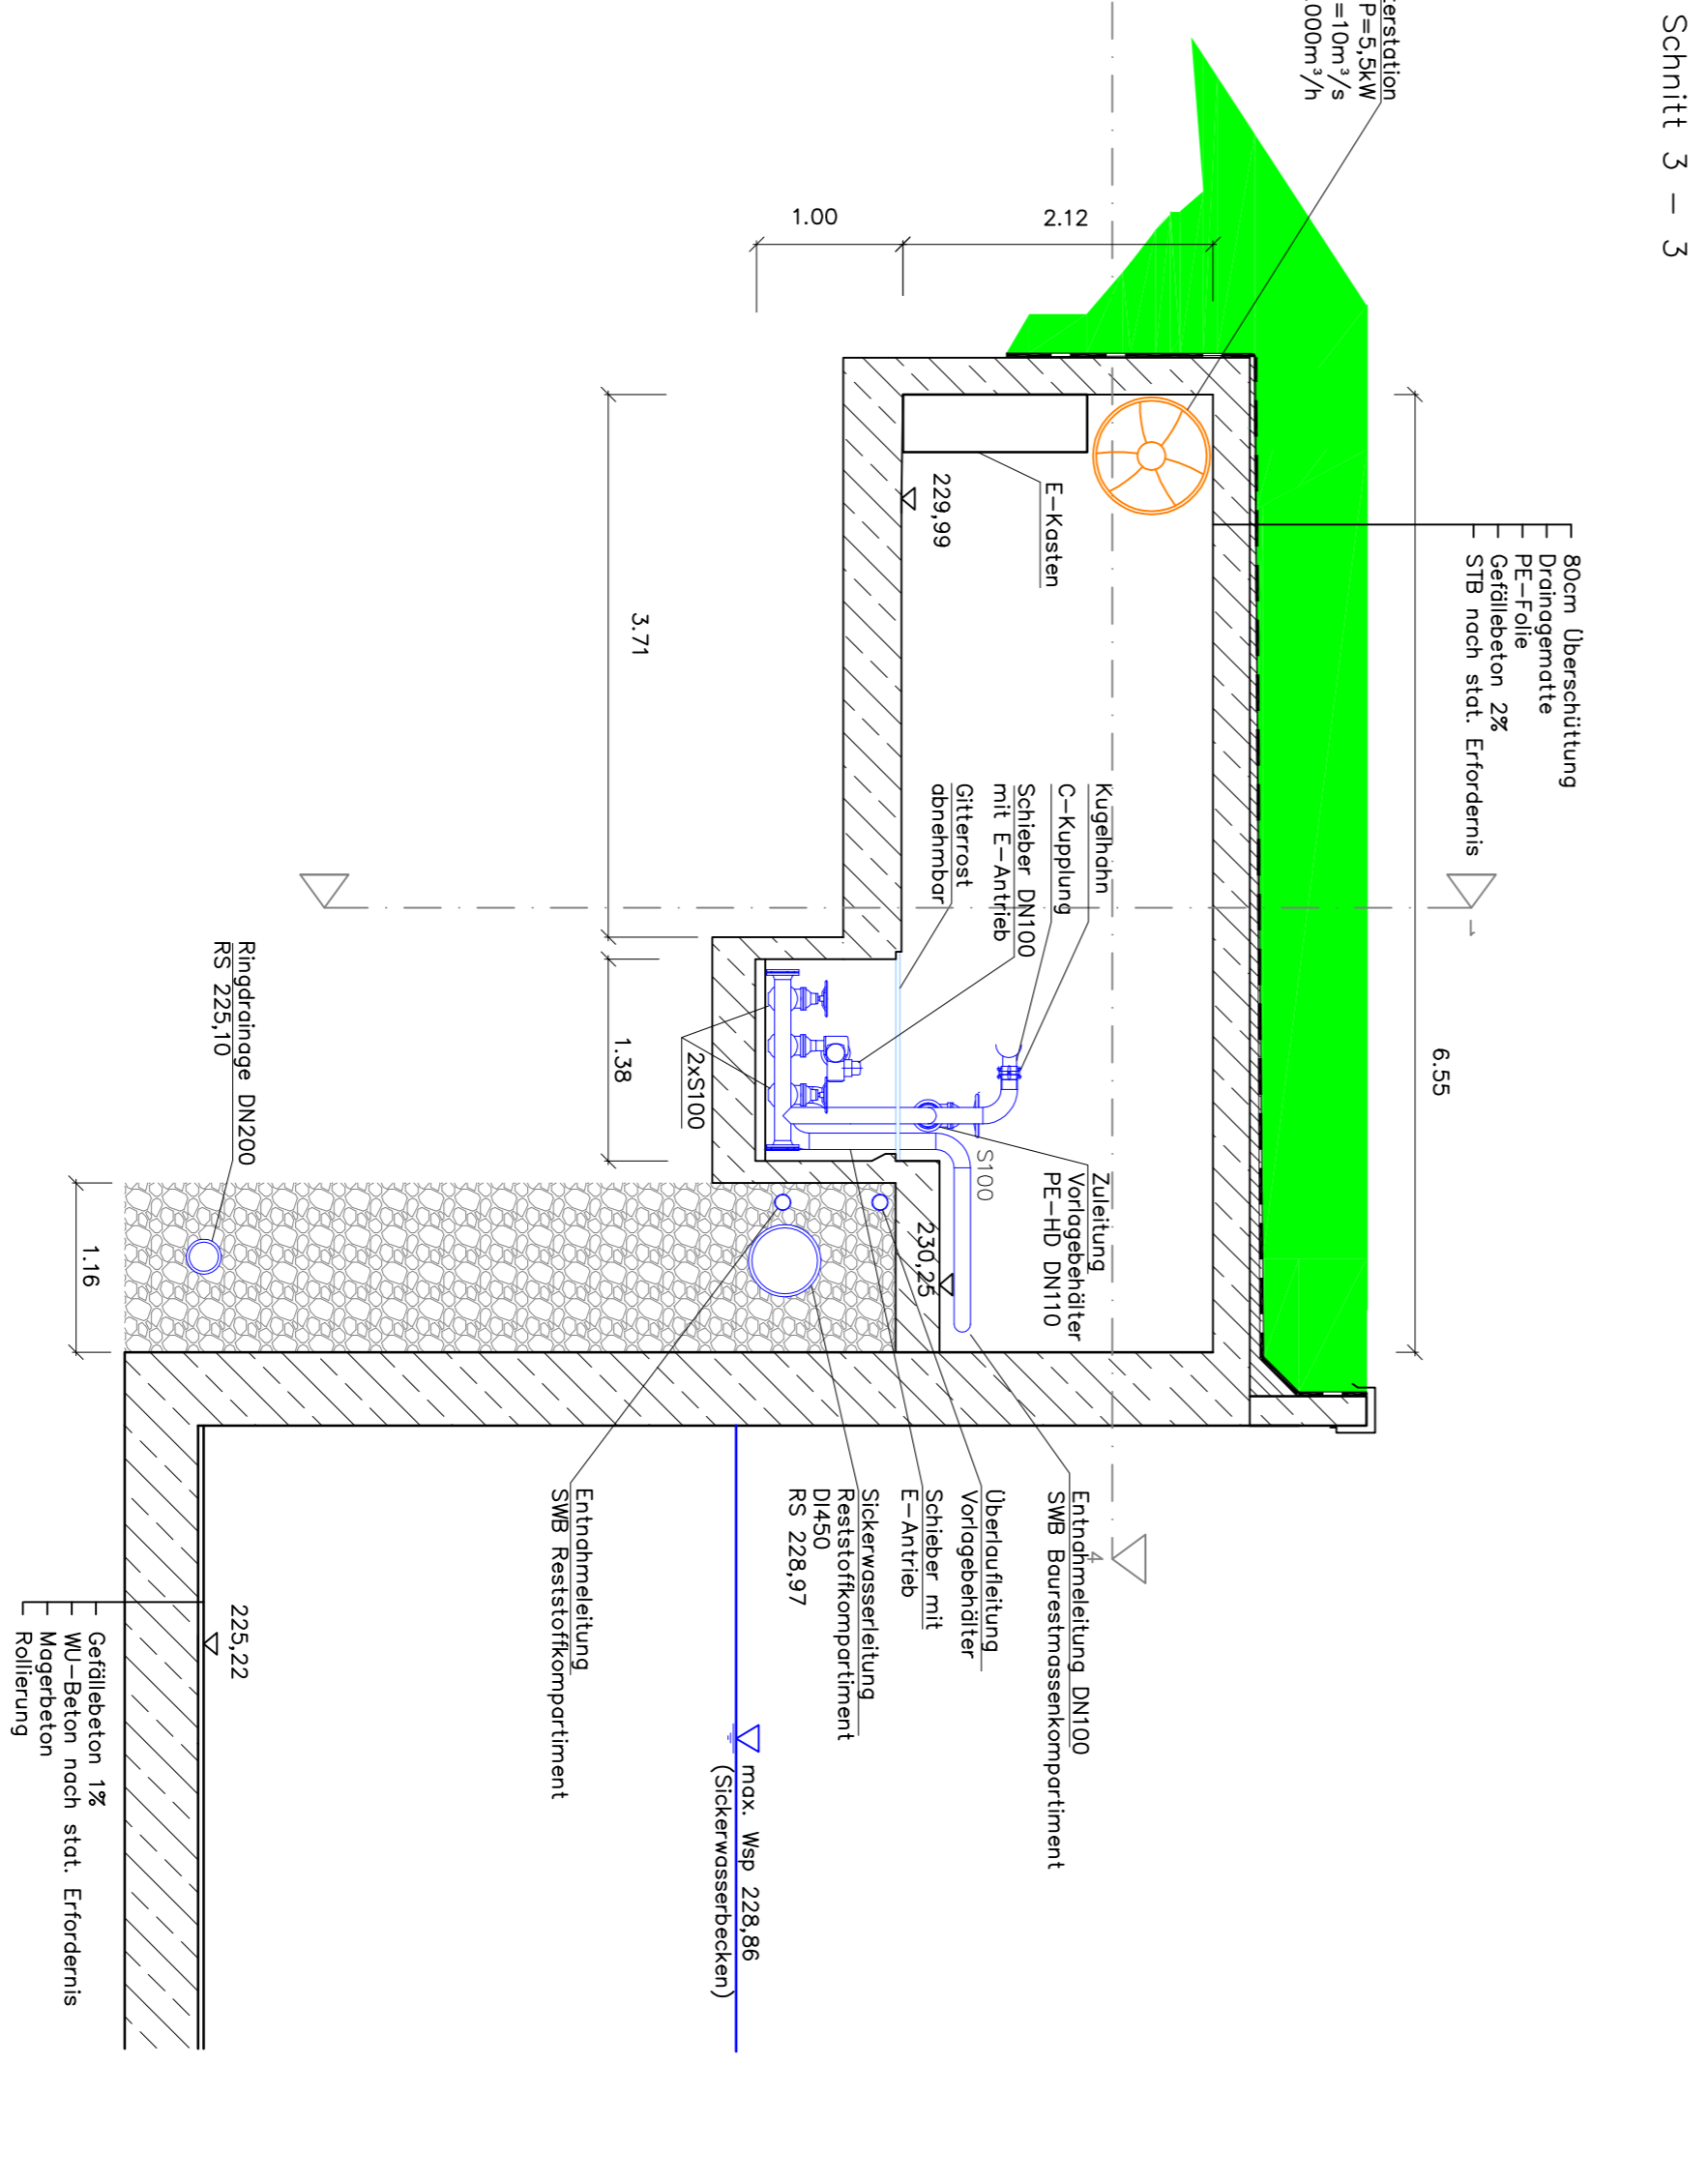 Schnitt 3 - 3
P=5,5kW
=10m³/s
000m³/h
80cm Überschüttung
Drainagematte
PE-Folie
Gefällebeton 2%
STB nach stat. Erfordernis
1
6.55
1.00
2.12
E-Kasten
229,99
Kugelhahn
C-Kupplung
Schieber DN100
mit E-Antrieb
Gitterrost
abnehmbar
3.71
1.38
2xS100
S100
Zuleitung
Vorlagebehälter
PE-HD DN110
230,25
Ringdrainage DN200
RS 225,10
1.16
4
Entnahmeleitung DN100
SWB Baurestmassenkompartiment
Überlaufleitung
Vorlagebehälter
Schieber mit
E-Antrieb
Sickerwasserleitung
Reststoffkompartiment
DI450
RS 228,97
Entnahmeleitung
SWB Reststoffkompartiment
max. Wsp 228,86
(Sickerwasserbecken)
225,22
Gefällebeton 1%
WU-Beton nach stat. Erfordernis
Magerbeton
Rollierung